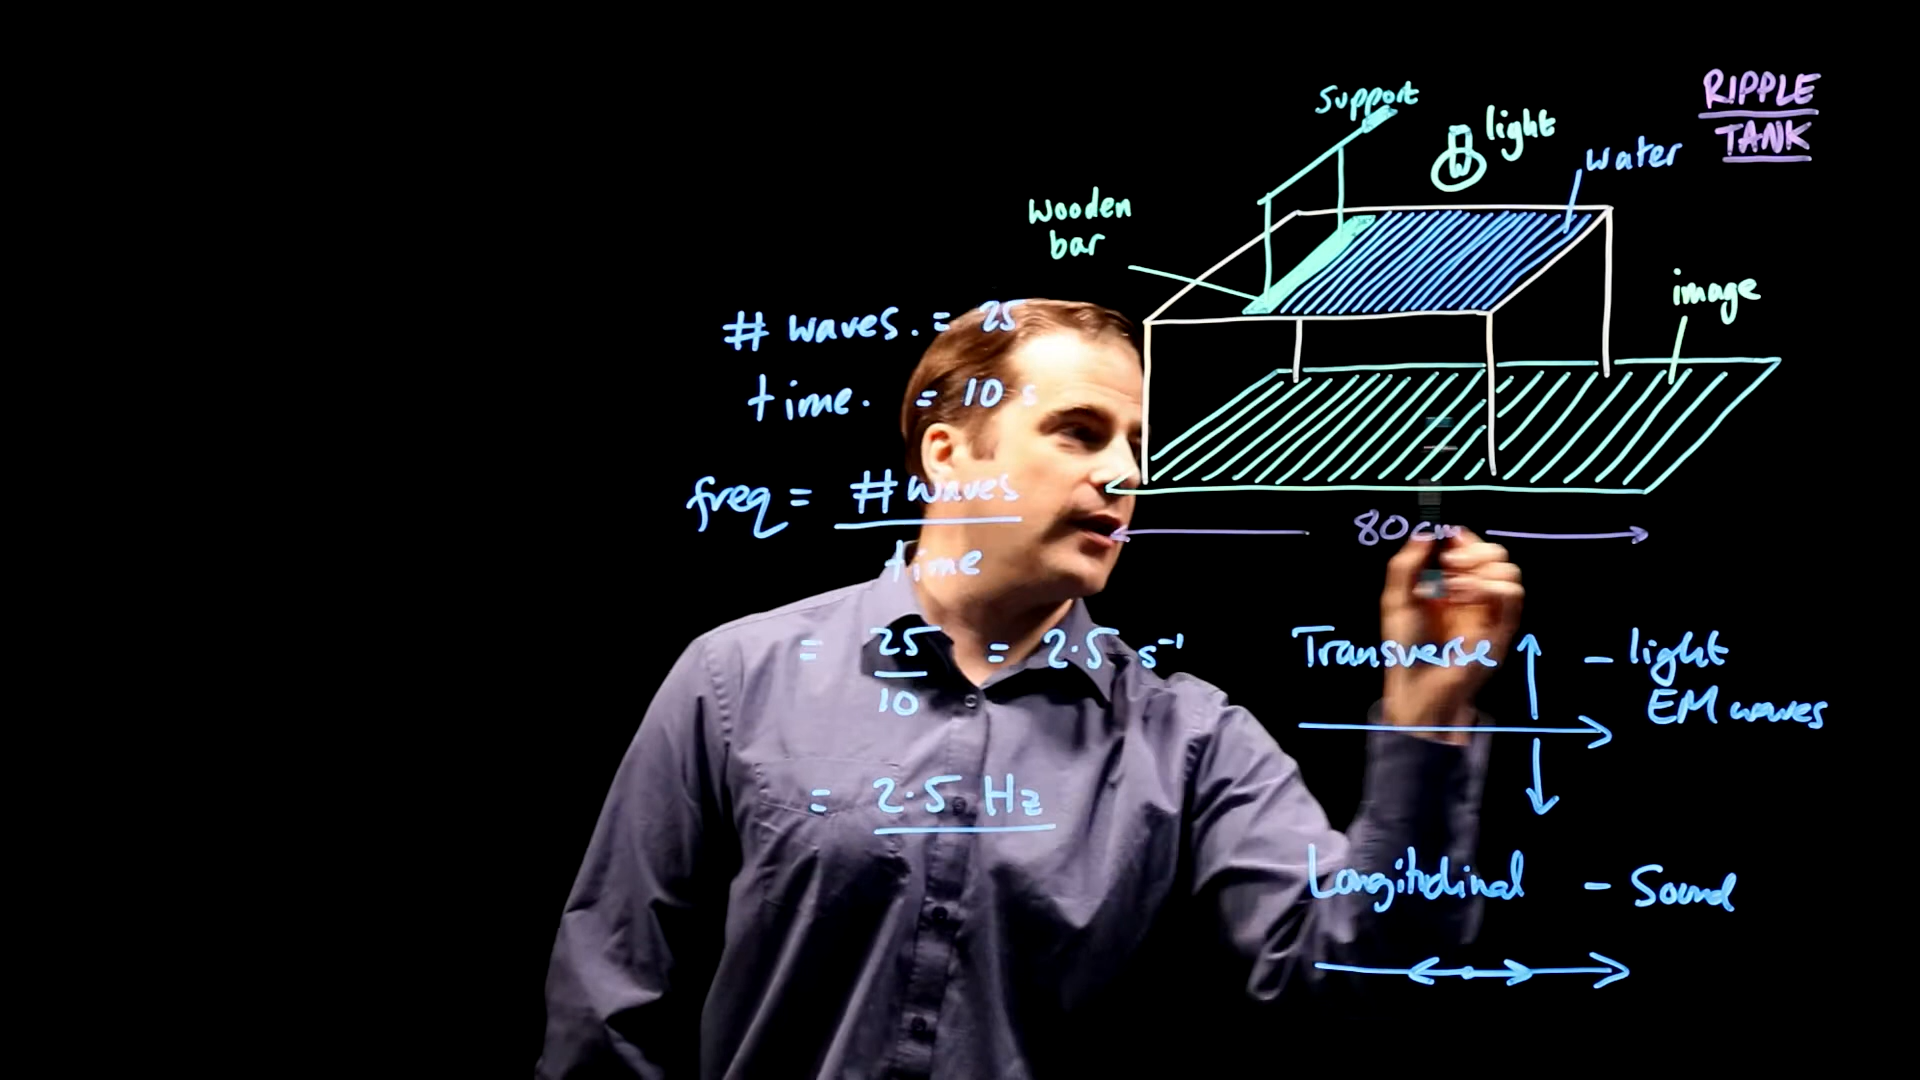 RIPPLE
TANK
Support
light
water
wooden
bar
image
# waves. = 25
time. = 10 s
freq = # waves
time
= 25 = 2.5 s⁻¹
10
= 2.5 Hz
80cm
Transverse - light
EM waves
Longitudinal - Sound